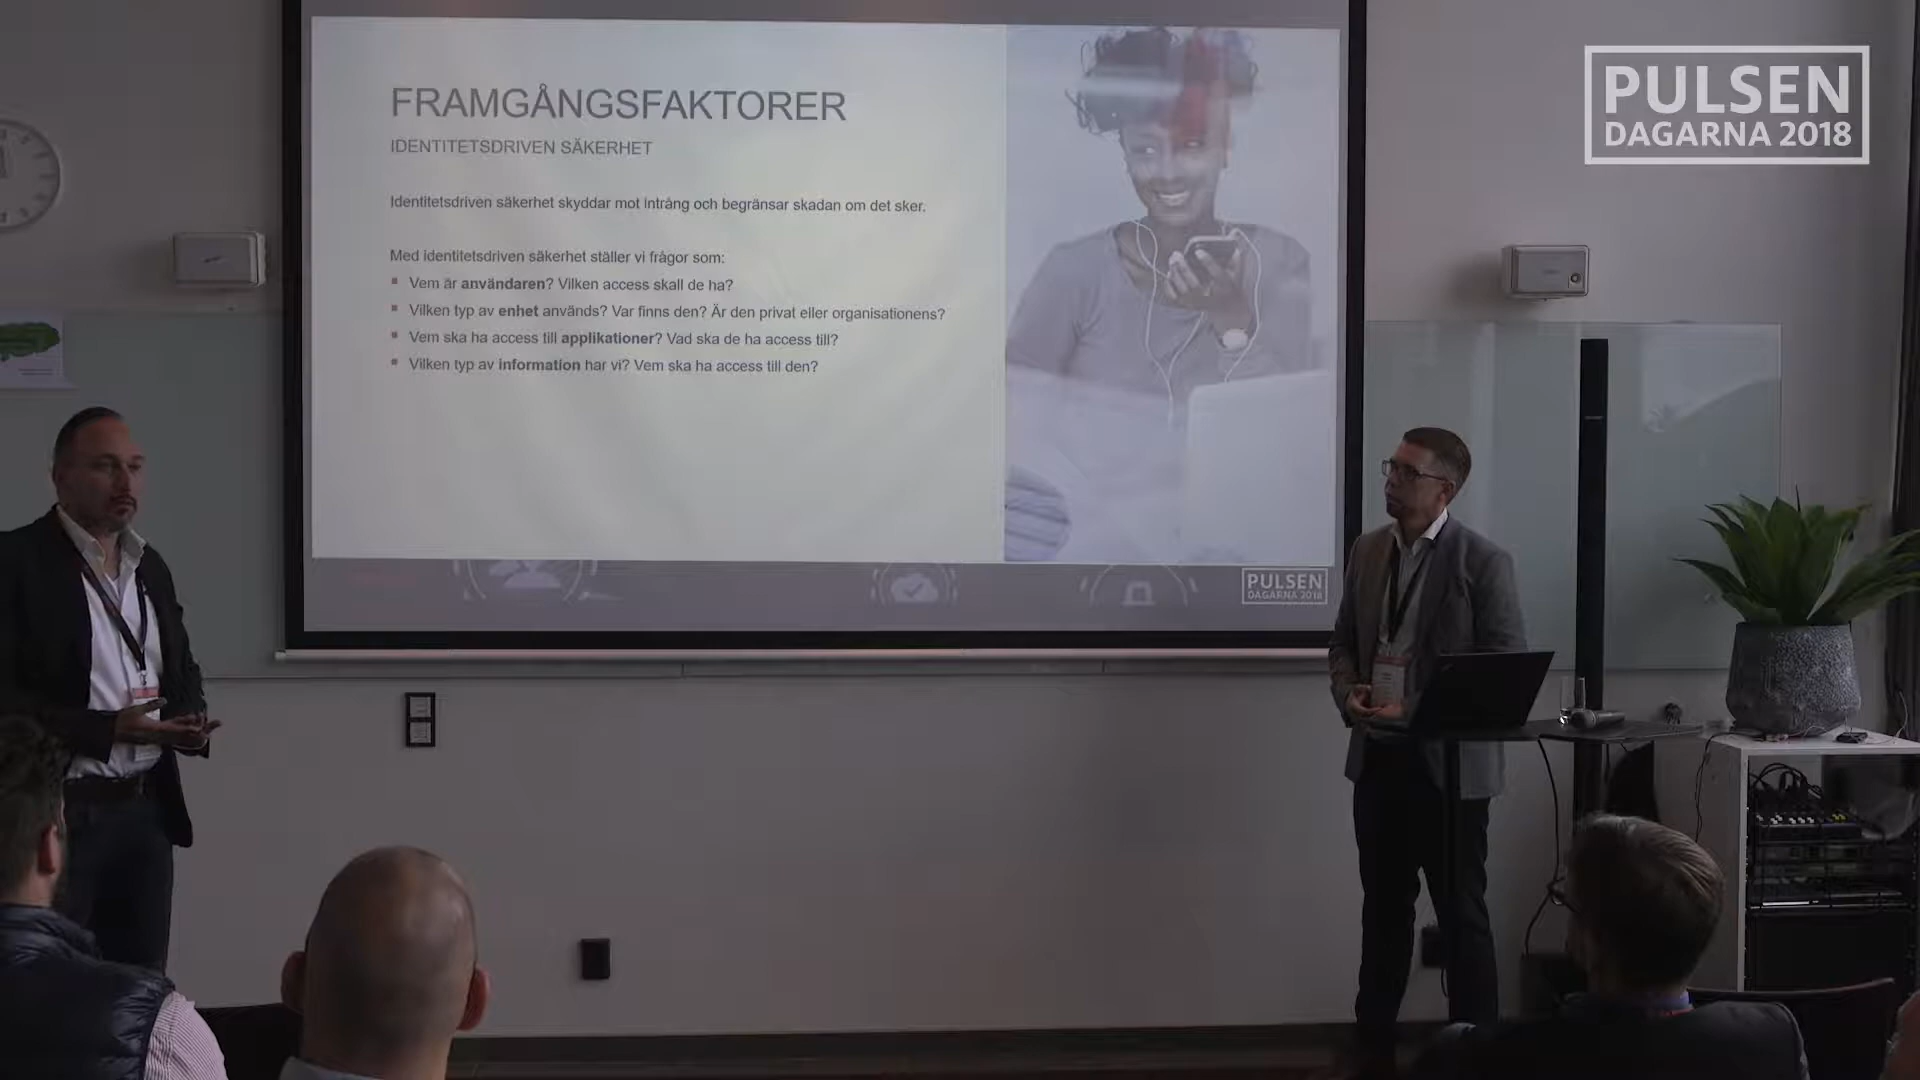 FRAMGÅNGSFAKTORER
IDENTITETSDRIVEN SÄKERHET
Identitetsdriven säkerhet skyddar mot intrång och begränsar skadan om det sker.
Med identitetsdriven säkerhet ställer vi frågor som:
Vem är användaren? Vilken access skall de ha?
Vilken typ av enhet används? Var finns den? Är den privat eller organisationens?
Vem ska ha access till applikationer? Vad ska de ha access till?
Vilken typ av information har vi? Vem ska ha access till den?
PULSEN
DAGARNA 2018
PULSEN
DAGARNA 2018